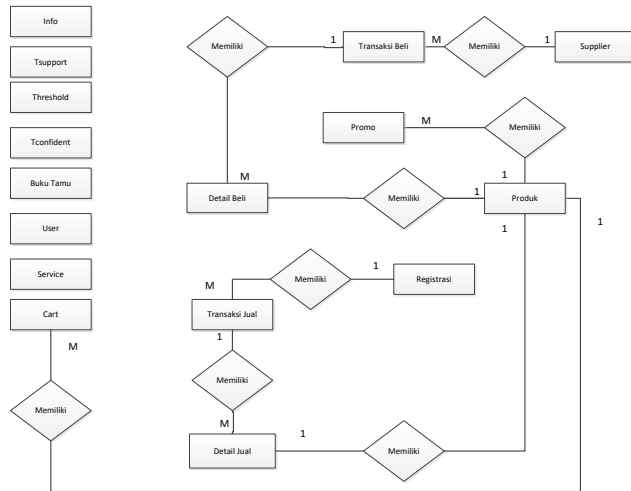 Info
Tsupport
Threshold
Tconfident
Buku Tamu
User
Service
Cart
M
Memiliki
Memiliki
1
Transaksi Beli
M
Memiliki
1
Supplier
Promo
M
Memiliki
1
M
Detail Beli
Memiliki
1
Produk
1
1
M
Memiliki
1
Registrasi
Transaksi Jual
1
Memiliki
M
Detail Jual
1
Memiliki